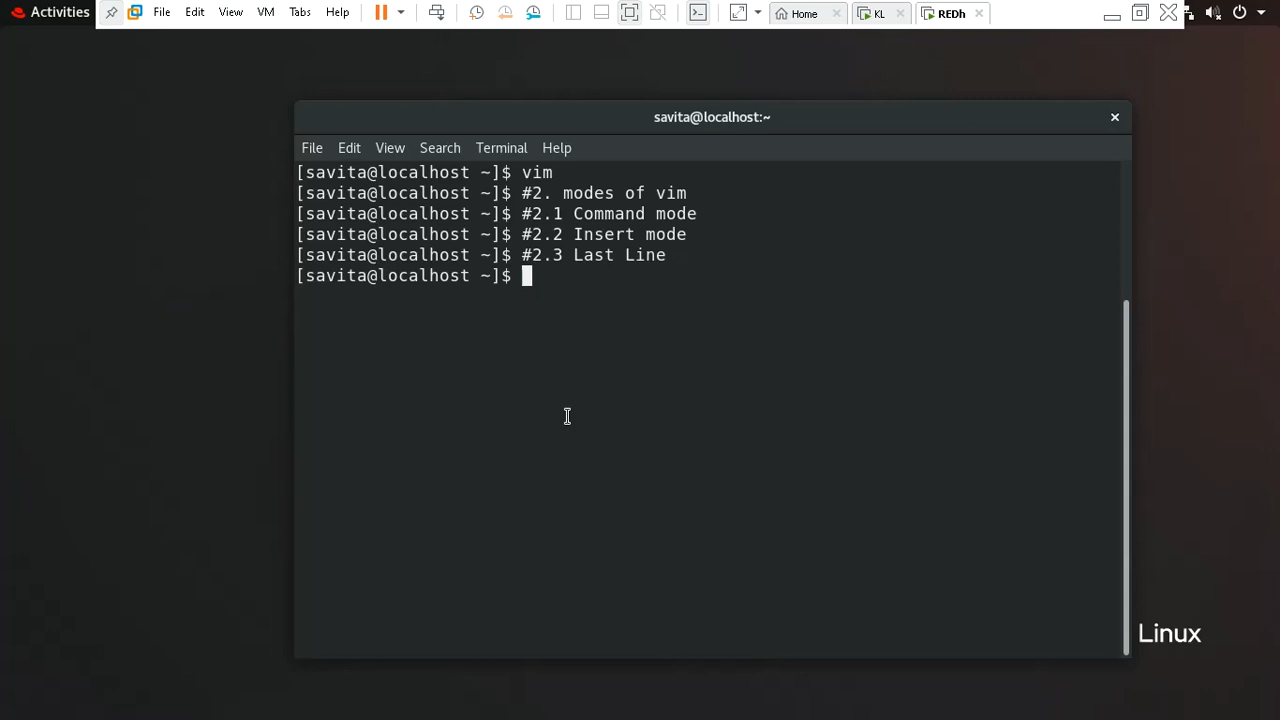 Activities File Edit View VM Tabs Help Home KL REDh
savita@localhost:~
File Edit View Search Terminal Help
[savita@localhost ~]$ vim
[savita@localhost ~]$ #2. modes of vim
[savita@localhost ~]$ #2.1 Command mode
[savita@localhost ~]$ #2.2 Insert mode
[savita@localhost ~]$ #2.3 Last Line
[savita@localhost ~]$
Linux